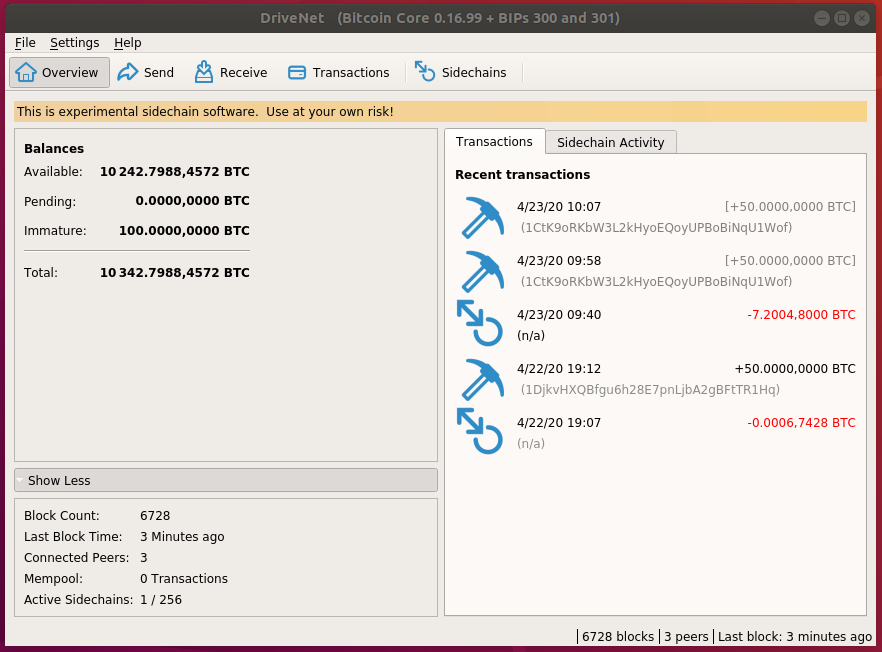 DriveNet (Bitcoin Core 0.16.99 + BIPs 300 and 301)
File Settings Help
Overview Send Receive Transactions Sidechains
This is experimental sidechain software. Use at your own risk!
Balances
Available: 10 242.7988,4572 BTC
Pending: 0.0000,0000 BTC
Immature: 100.0000,0000 BTC
Total: 10 342.7988,4572 BTC
Show Less
Block Count: 6728
Last Block Time: 3 Minutes ago
Connected Peers: 3
Mempool: 0 Transactions
Active Sidechains: 1 / 256
Transactions Sidechain Activity
Recent transactions
4/23/20 10:07 [+50.0000,0000 BTC]
(1CtK9oRKbW3L2kHyoEQoyUPBoBiNqU1Wof)
4/23/20 09:58 [+50.0000,0000 BTC]
(1CtK9oRKbW3L2kHyoEQoyUPBoBiNqU1Wof)
4/23/20 09:40 -7.2004,8000 BTC
(n/a)
4/22/20 19:12 +50.0000,0000 BTC
(1DjkvHXQBfgu6h28E7pnLjbA2gBFtTR1Hq)
4/22/20 19:07 -0.0006,7428 BTC
(n/a)
6728 blocks 3 peers Last block: 3 minutes ago